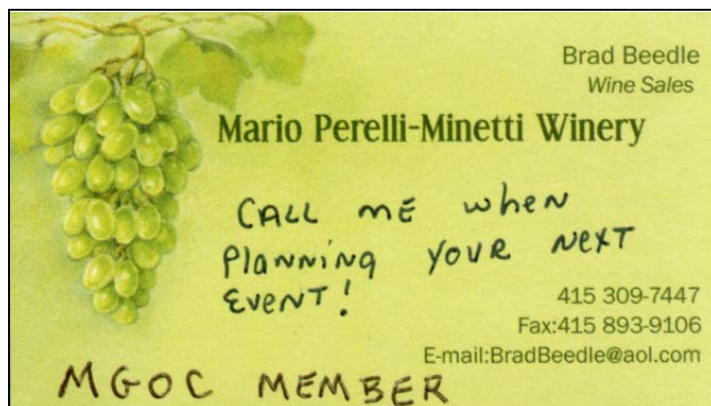 Brad Beedle
Wine Sales
Mario Perelli-Minetti Winery
CALL ME when
Planning YOUR NEXT
EVENT!
415 309-7447
Fax:415 893-9106
E-mail:BradBeedle@aol.com
MGOC MEMBER